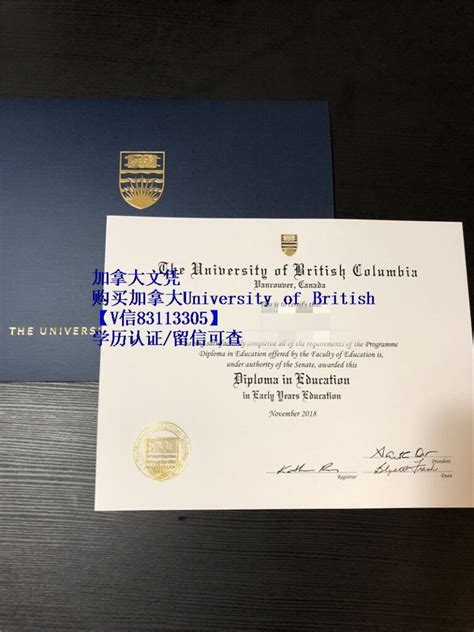 THE UNIVERS
The University of British Columbia
Vancouver, Canada
is to certify that
加拿大文凭
购买加拿大University of British
【V信83113305】
学历认证/留信可查
completed all of the requirements of the Programme
Diploma in Education offered by the Faculty of Education is,
under authority of the Senate, awarded this
Diploma in Education
in Early Years Education
November 2018
President
Registrar
Dean